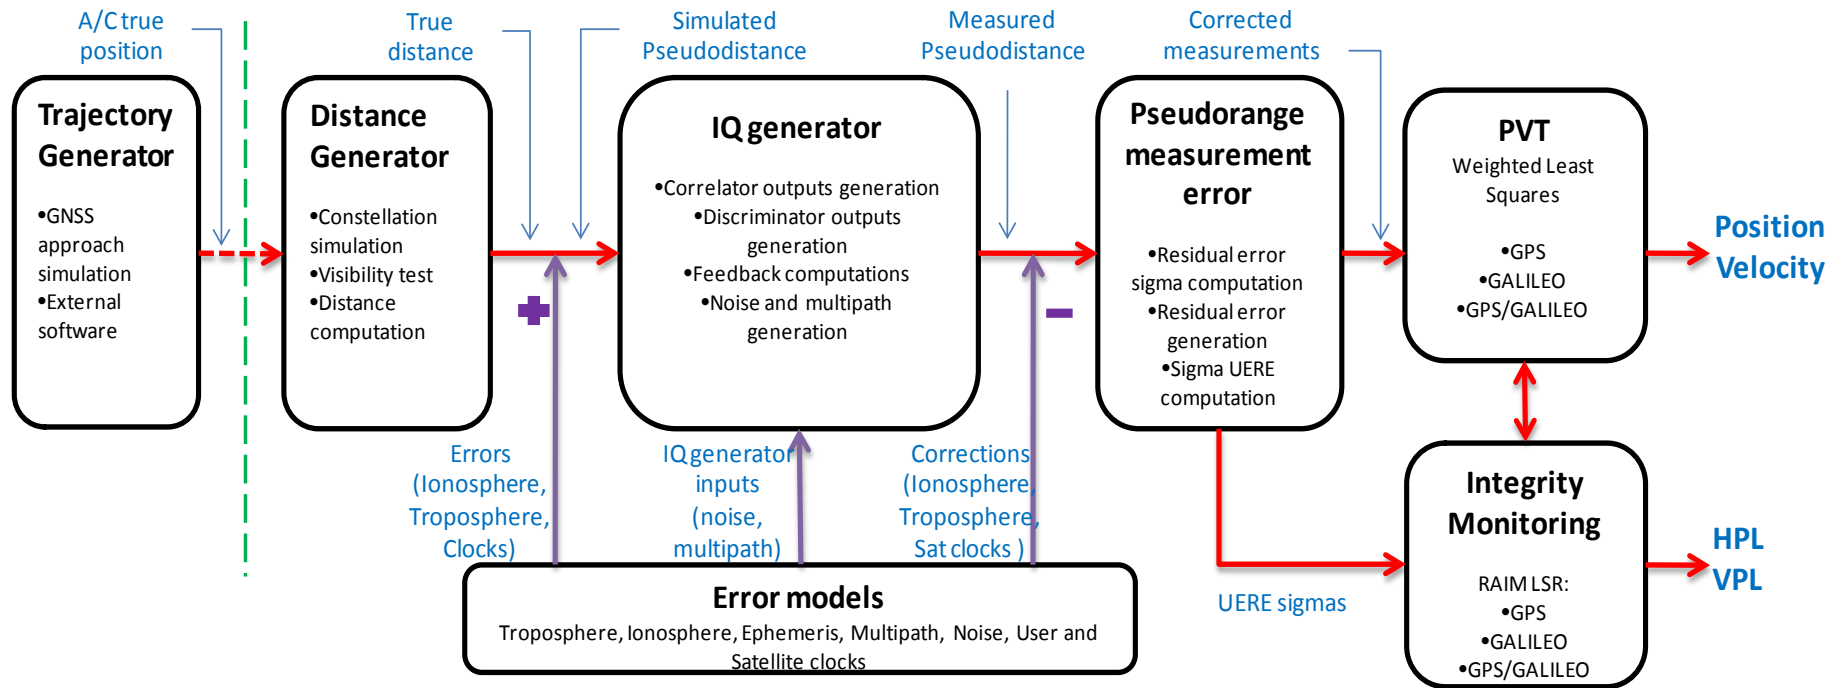 A/C true
position
True
distance
Simulated
Pseudodistance
Measured
Pseudodistance
Corrected
measurements
Trajectory
Generator
•GNSS
approach
simulation
•External
software
Distance
Generator
•Constellation
simulation
•Visibility test
•Distance
computation
IQ generator
•Correlator outputs generation
•Discriminator outputs
generation
•Feedback computations
•Noise and multipath
generation
Pseudorange
measurement
error
•Residual error
sigma computation
•Residual error
generation
•Sigma UERE
computation
PVT
Weighted Least
Squares
•GPS
•GALILEO
•GPS/GALILEO
Position
Velocity
+
-
Errors
(Ionosphere,
Troposphere,
Clocks)
IQ generator
inputs
(noise,
multipath)
Corrections
(Ionosphere,
Troposphere,
Sat clocks )
Error models
Troposphere, Ionosphere, Ephemeris, Multipath, Noise, User and
Satellite clocks
UERE sigmas
Integrity
Monitoring
RAIM LSR:
•GPS
•GALILEO
•GPS/GALILEO
HPL
VPL